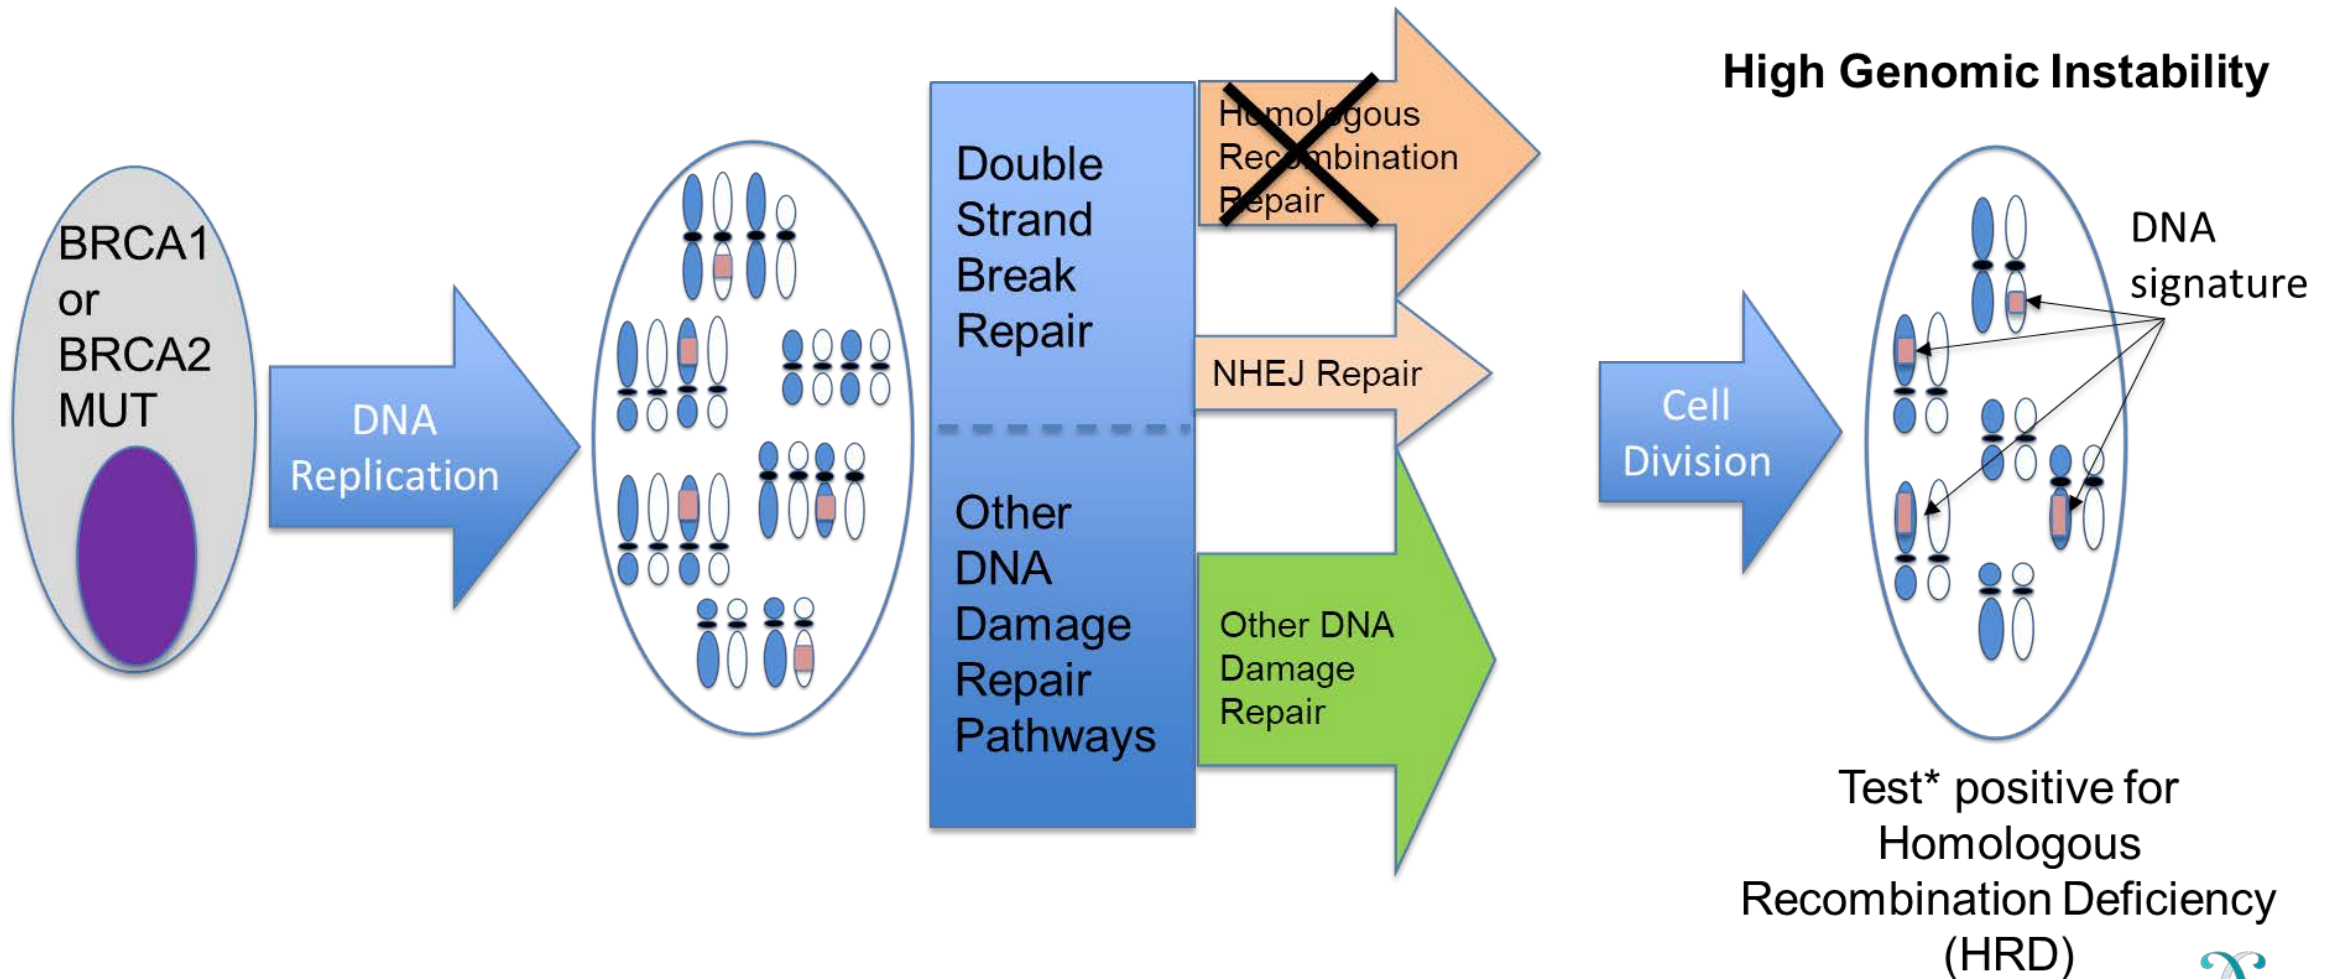 BRCA1
or
BRCA2
MUT
DNA
Replication
Double
Strand
Break
Repair
Other
DNA
Damage
Repair
Pathways
Homologous
Recombination
Repair
NHEJ Repair
Other DNA
Damage
Repair
Cell
Division
High Genomic Instability
DNA
signature
Test* positive for
Homologous
Recombination Deficiency
(HRD)